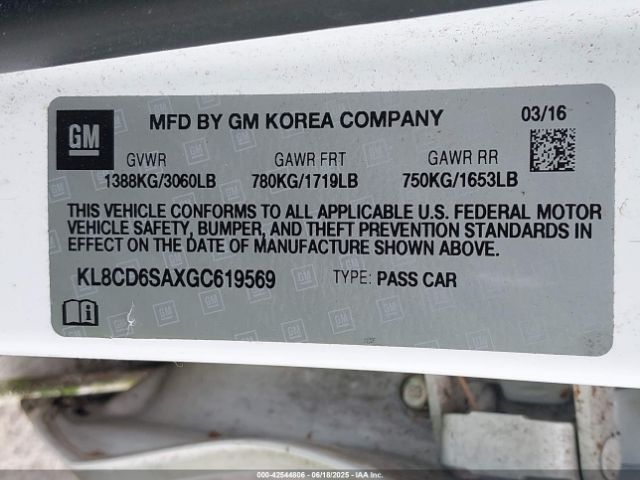 GM
MFD BY GM KOREA COMPANY 03/16
GVWR GAWR FRT GAWR RR
1388KG/3060LB 780KG/1719LB 750KG/1653LB
THIS VEHICLE CONFORMS TO ALL APPLICABLE U.S. FEDERAL MOTOR
VEHICLE SAFETY, BUMPER, AND THEFT PREVENTION STANDARDS IN
EFFECT ON THE DATE OF MANUFACTURE SHOWN ABOVE.
KL8CD6SAXGC619569 TYPE: PASS CAR
000-42544806 - 06/18/2025 - IAAI.COM